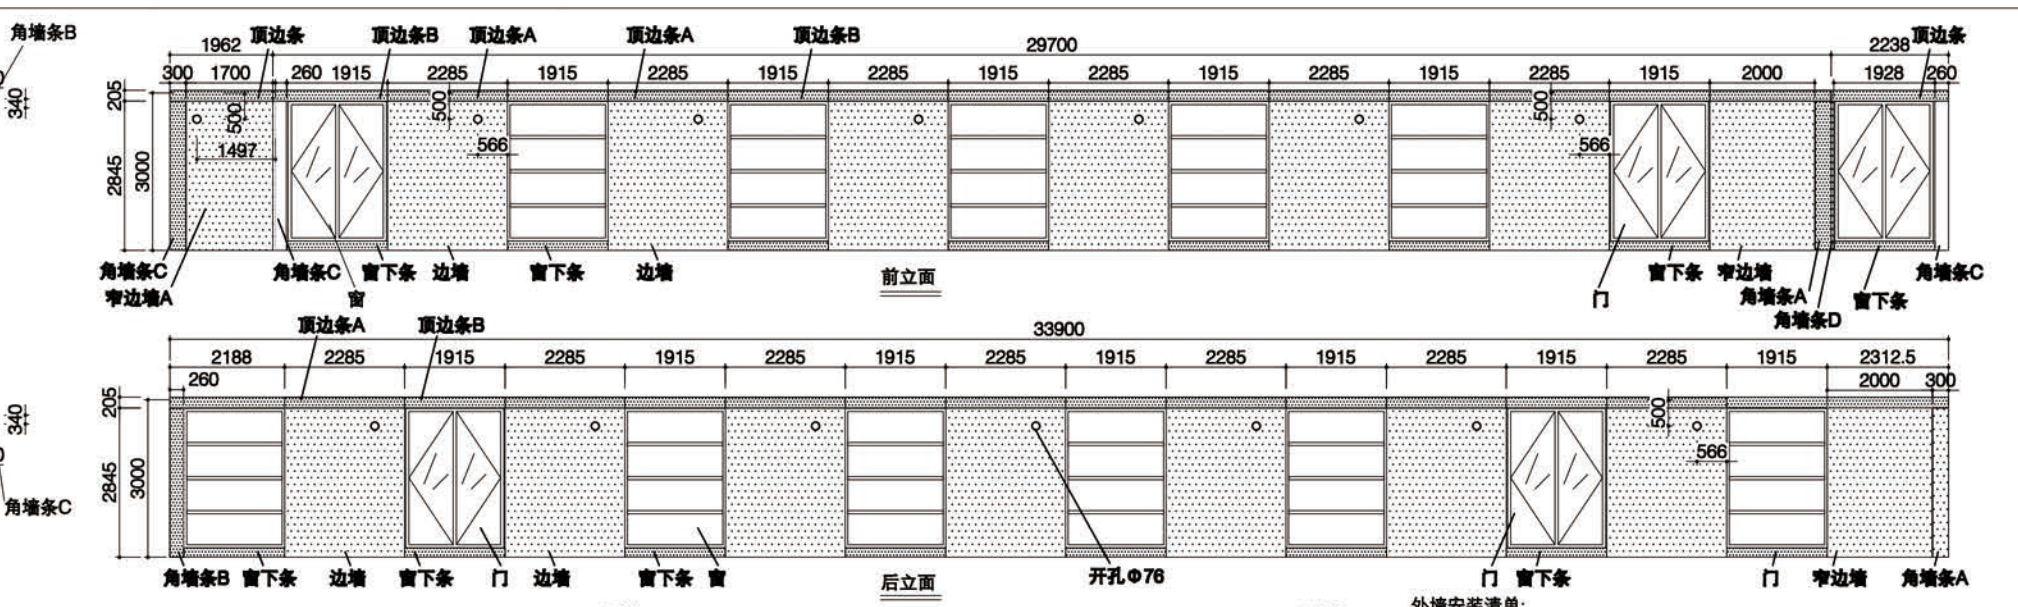 角墙条B
340
顶边条 顶边条B 顶边条A 顶边条A 顶边条B 顶边条
1962 29700 2238
300 1700 260 1915 2285 1915 2285 1915 2285 1915 2285 1915 2285 1915 2285 1915 2000 1928 260
205 500 500 500
2845 3000 1497 566 566
角墙条C 角墙条C 窗下条 边墙 窗下条 边墙 前立面 窗下条 窄边墙 角墙条C
窄边墙A 窗 门 角墙条A 窗下条
角墙条D
顶边条A 顶边条B 33900
2188 2285 1915 2285 1915 2285 1915 2285 1915 2285 1915 2285 1915 2285 1915 2312.5
260 2000 300
340 205 500
2845 3000 566
角墙条C
角墙条B 窗下条 边墙 窗下条 门 边墙 窗下条 窗 后立面 开孔Φ76 门 窗下条 门 窄边墙 角墙条A
外墙安装清单: